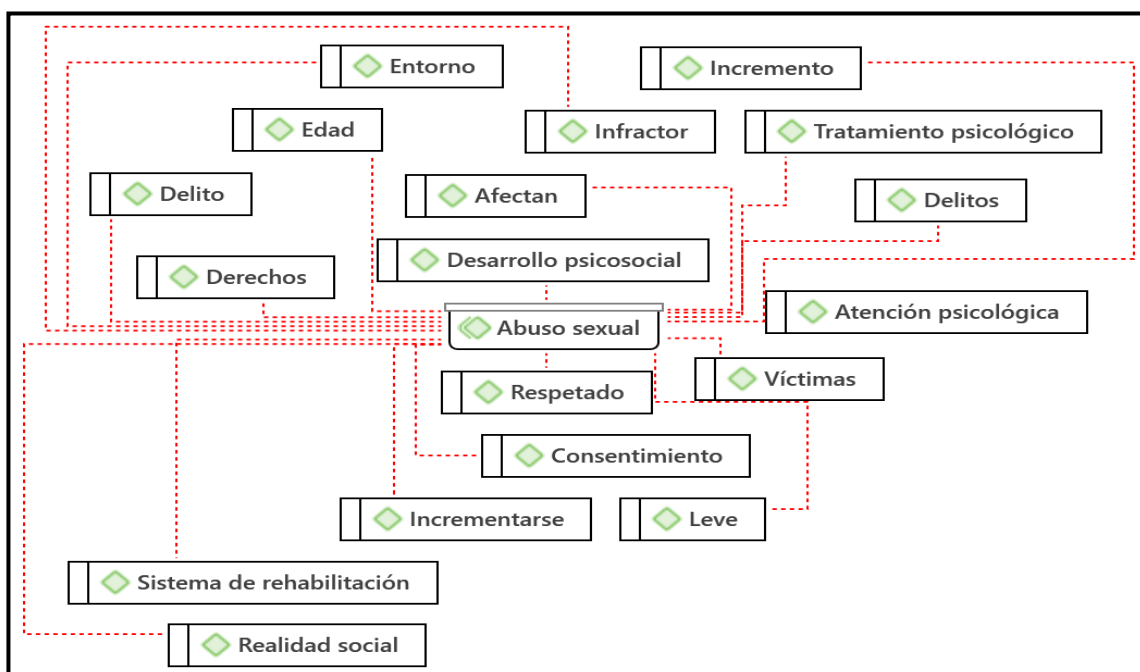 Entorno
Incremento
Edad
Infractor
Tratamiento psicológico
Delito
Afectan
Delitos
Derechos
Desarrollo psicosocial
Atención psicológica
Abuso sexual
Víctimas
Respetado
Consentimiento
Incrementarse
Leve
Sistema de rehabilitación
Realidad social